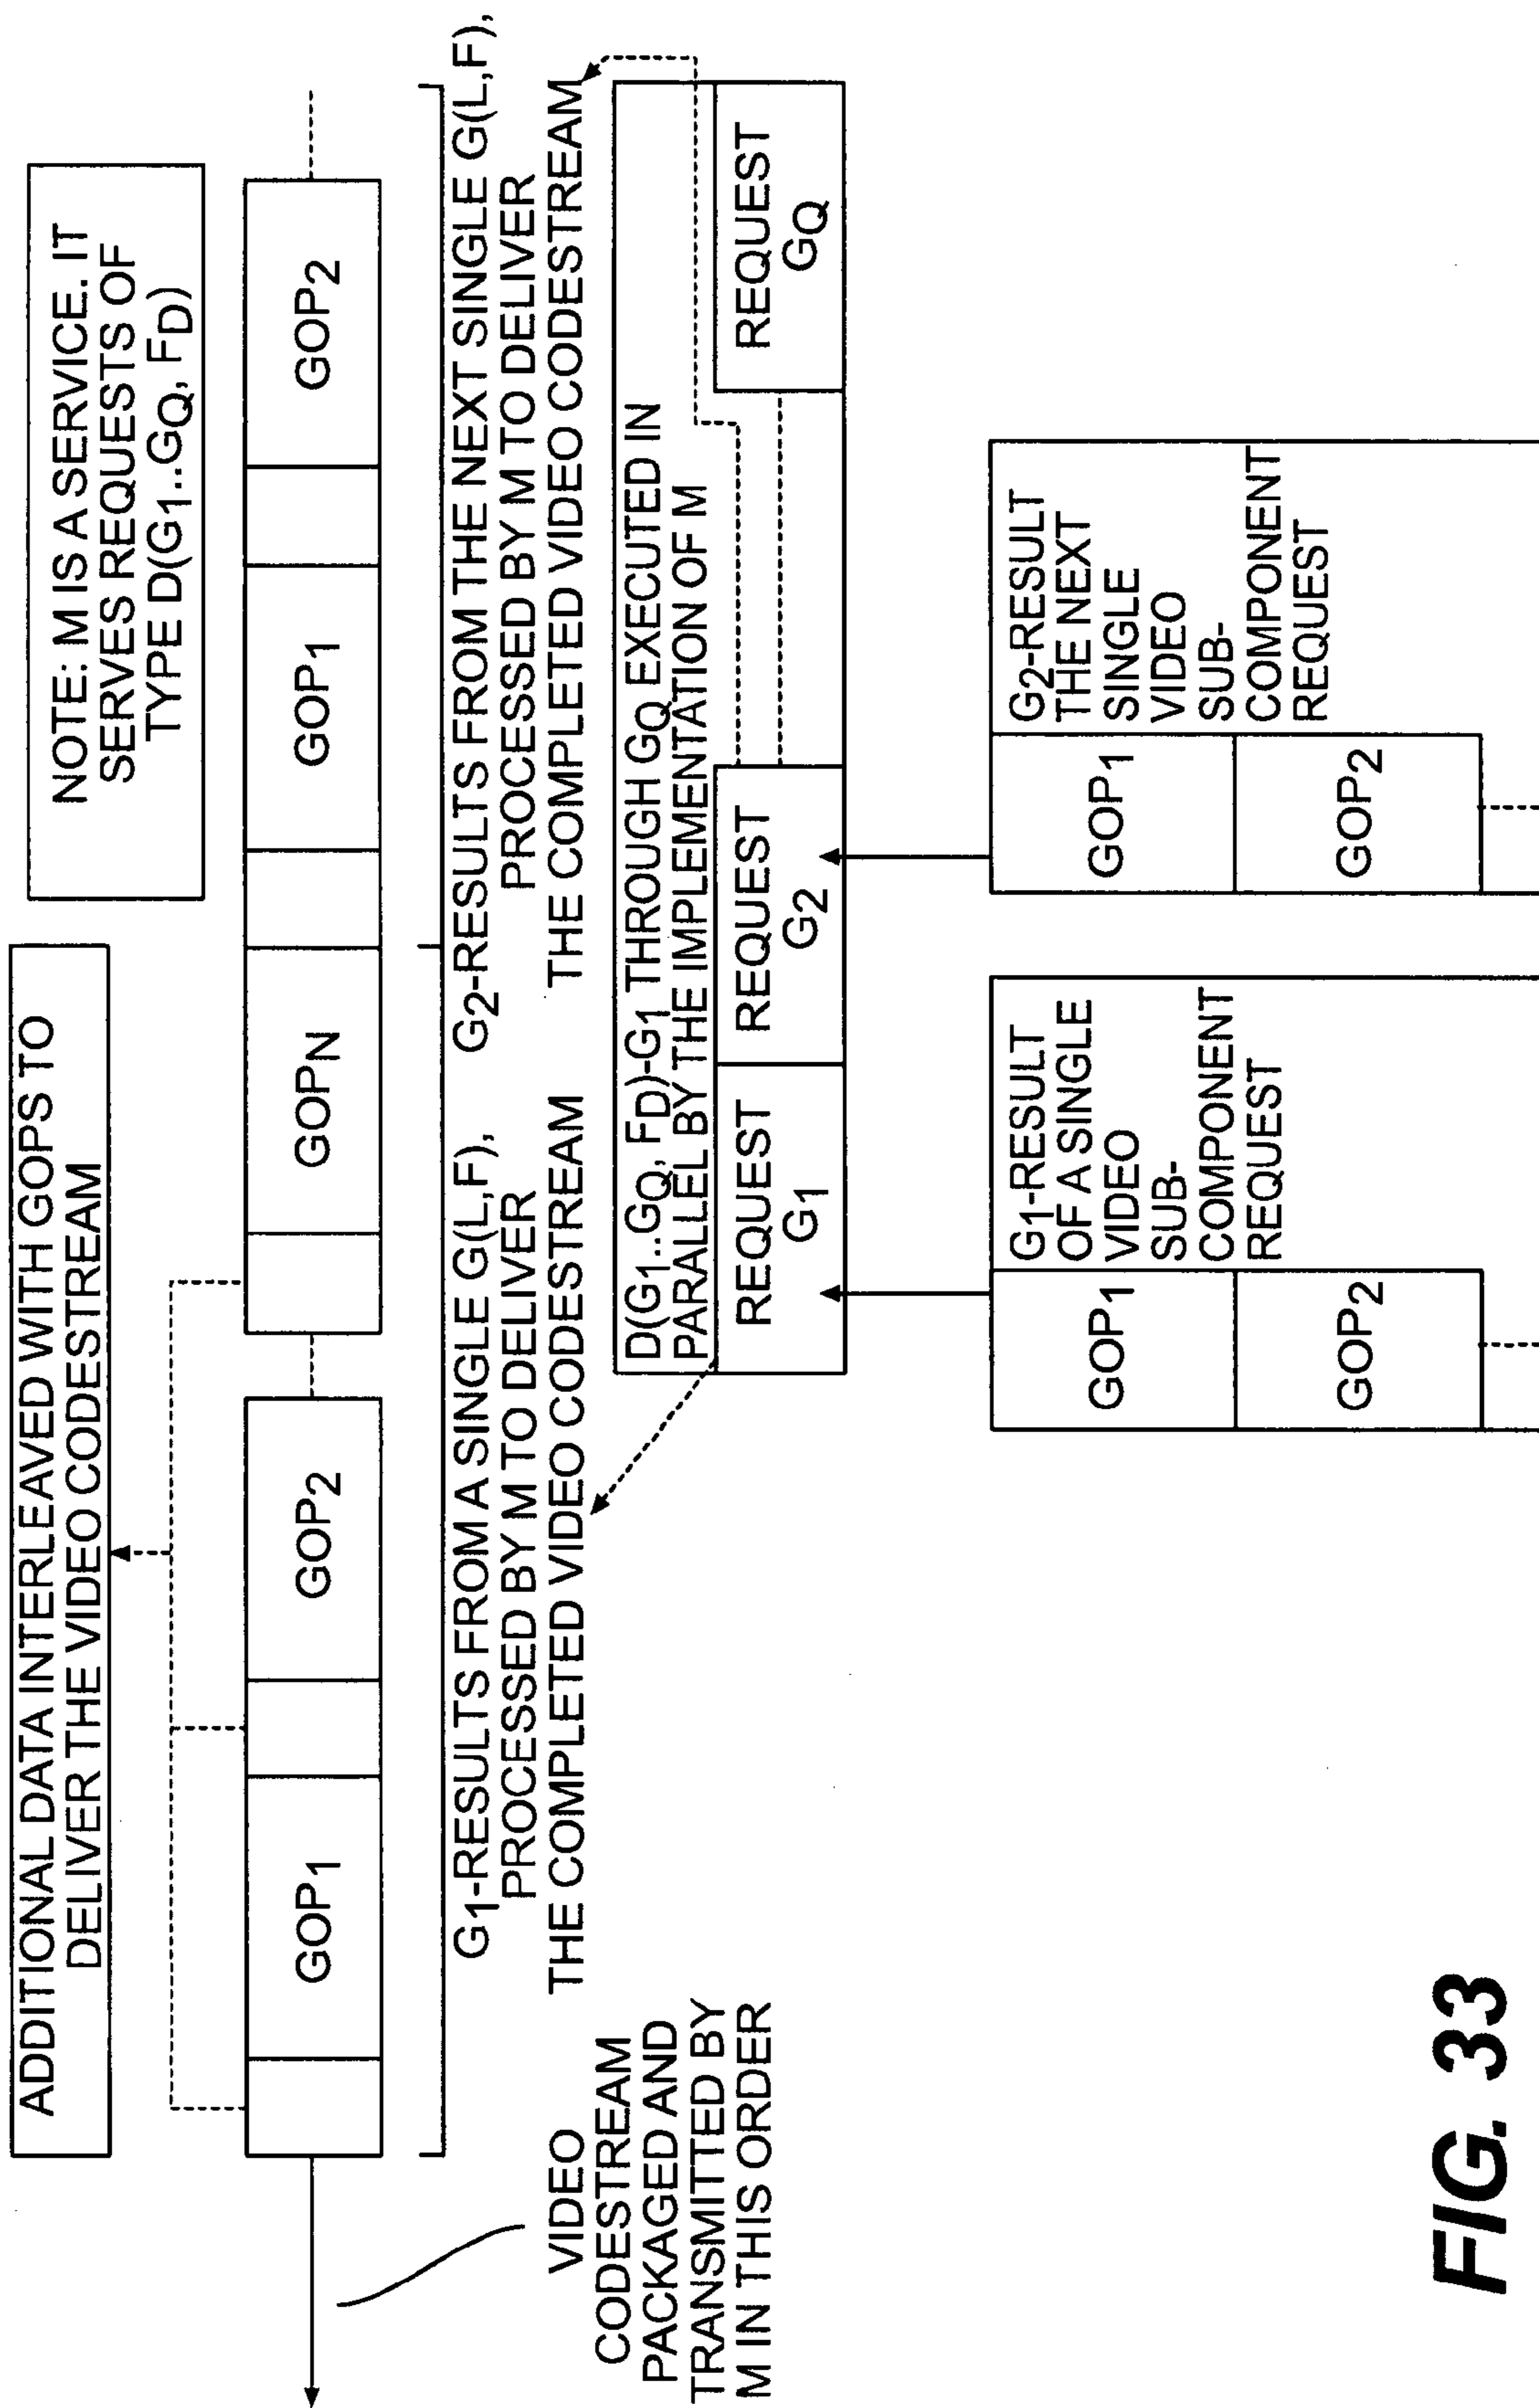 ADDITIONAL DATA INTERLEAVED WITH GOPS TO
DELIVER THE VIDEO CODESTREAM
NOTE: M IS A SERVICE. IT
SERVES REQUESTS OF
TYPE D(G1..GQ, FD)
GOP1
GOP2
GOPN
GOP1
GOP2
G1-RESULTS FROM A SINGLE G(L,F),
PROCESSED BY M TO DELIVER
THE COMPLETED VIDEO CODESTREAM
G2-RESULTS FROM THE NEXT SINGLE G(L,F),
PROCESSED BY M TO DELIVER
THE COMPLETED VIDEO CODESTREAM
VIDEO
CODESTREAM
PACKAGED AND
TRANSMITTED BY
M IN THIS ORDER
D(G1..GQ, FD)-G1 THROUGH GQ EXECUTED IN
PARALLEL BY THE IMPLEMENTATION OF M
REQUEST
G1
REQUEST
G2
REQUEST
GQ
GOP1
GOP2
G1-RESULT
OF A SINGLE
VIDEO
SUB-
COMPONENT
REQUEST
GOP1
GOP2
G2-RESULT
THE NEXT
SINGLE
VIDEO
SUB-
COMPONENT
REQUEST
FIG. 33